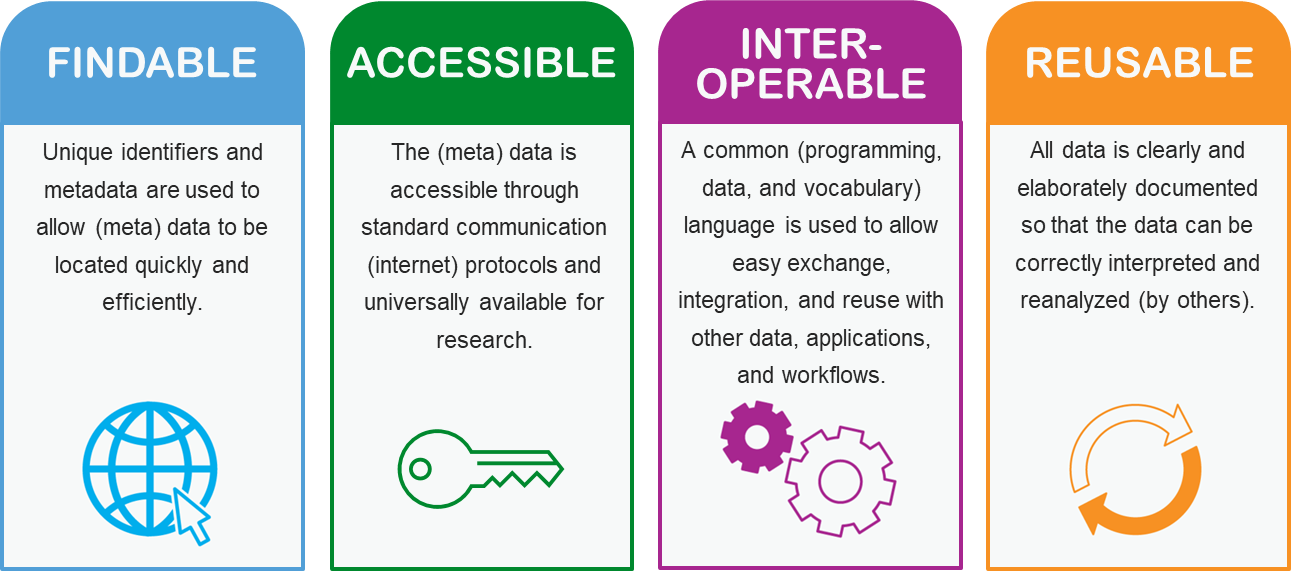 FINDABLE
Unique identifiers and
metadata are used to
allow (meta) data to be
located quickly and
efficiently.
ACCESSIBLE
The (meta) data is
accessible through
standard communication
(internet) protocols and
universally available for
research.
INTER-
OPERABLE
A common (programming,
data, and vocabulary)
language is used to allow
easy exchange,
integration, and reuse with
other data, applications,
and workflows.
REUSABLE
All data is clearly and
elaborately documented
so that the data can be
correctly interpreted and
reanalyzed (by others).